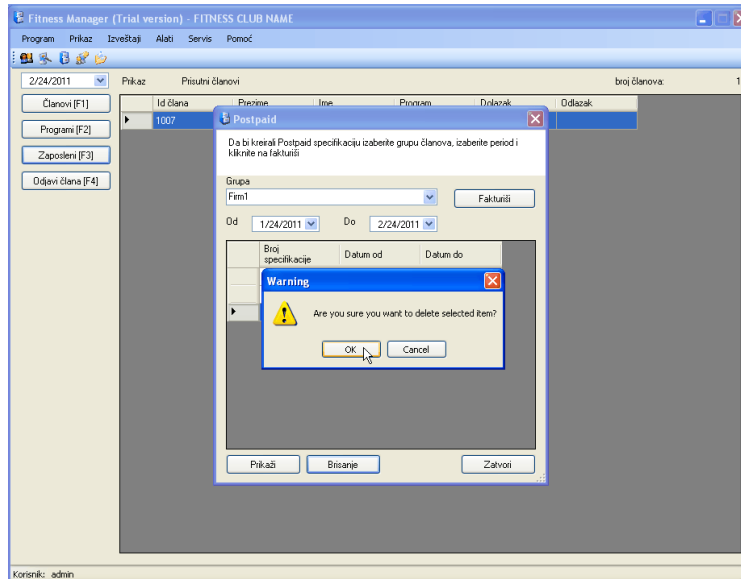 Fitness Manager (Trial version) - FITNESS CLUB NAME
Program Prikaz Izveštaji Alati Servis Pomoć
2/24/2011 Prikaz Prisutni članovi broj članova: 1
Članovi [F1]
Programi [F2]
Zaposleni [F3]
Odjavi člana [F4]
Id člana Prezime Ime Program Dolazak Odlazak
1007
Postpaid
Da bi kreirali Postpaid specifikaciju izaberite grupu članova, izaberite period i
kliknite na fakturiši
Grupa
Firm1 Fakturiši
Od 1/24/2011 Do 2/24/2011
Broj
specifikacije Datum od Datum do
Warning
Are you sure you want to delete selected item?
OK Cancel
Prikaži Brisanje Zatvori
Korisnik: admin